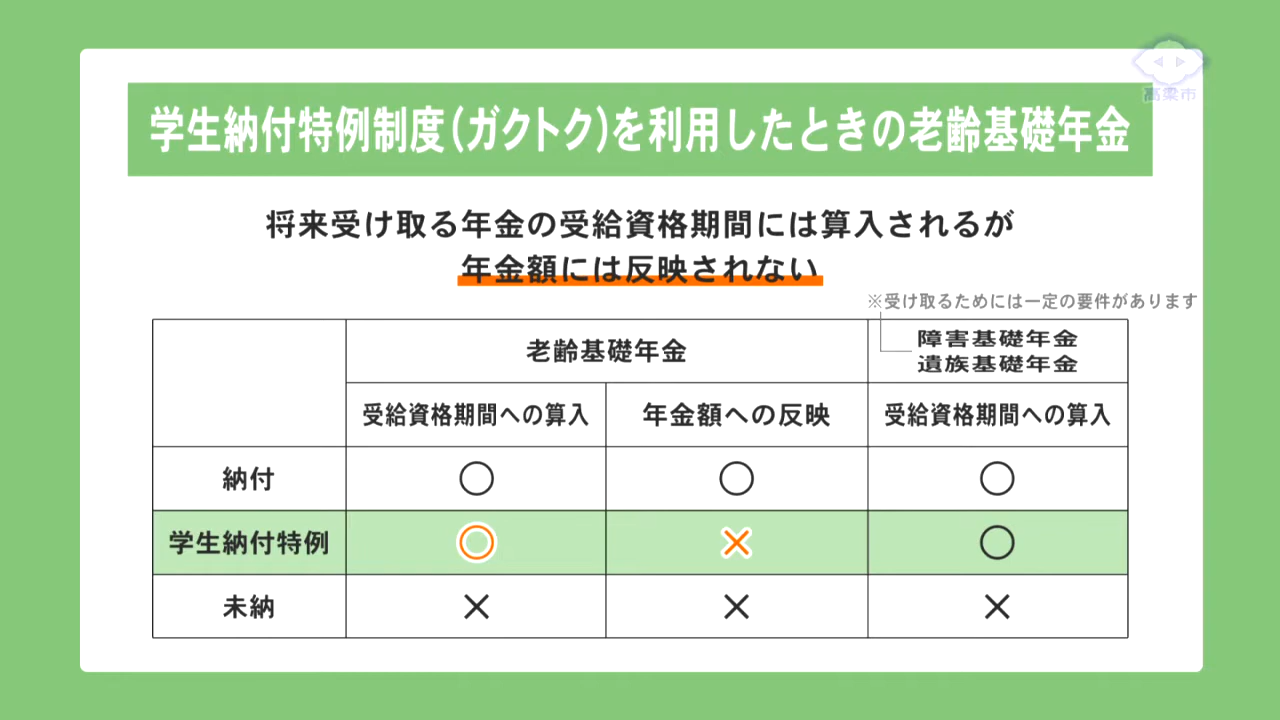 高梁市
学生納付特例制度(ガクトク)を利用したときの老齢基礎年金
将来受け取る年金の受給資格期間には算入されるが
年金額には反映されない
※受け取るためには一定の要件があります
老齢基礎年金
障害基礎年金
遺族基礎年金
受給資格期間への算入 年金額への反映 受給資格期間への算入
納付 ○ ○ ○
学生納付特例 ○ × ○
未納 × × ×